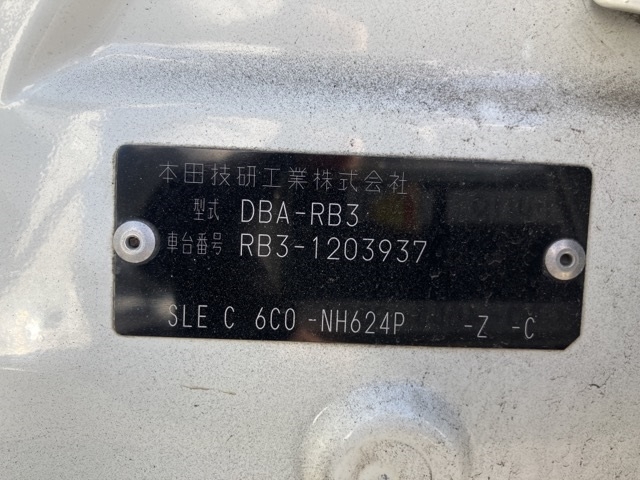 本田技研工業株式会社
型式 DBA-RB3
車台番号 RB3-1203937
SLE C 6C0 -NH624P -Z -C